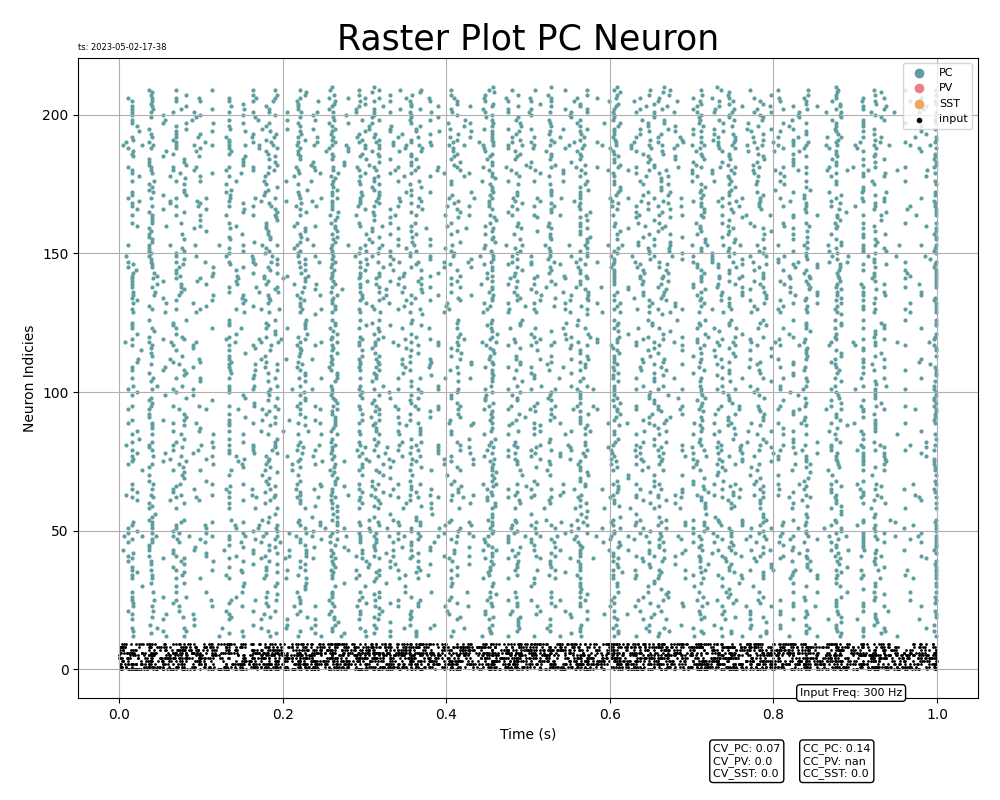 Raster Plot PC Neuron
ts: 2023-05-02-17-38
PC
PV
SST
input
200
150
100
50
0
Neuron Indicies
0.0 0.2 0.4 0.6 0.8 1.0
Time (s)
Input Freq: 300 Hz
CV_PC: 0.07
CV_PV: 0.0
CV_SST: 0.0
CC_PC: 0.14
CC_PV: nan
CC_SST: 0.0